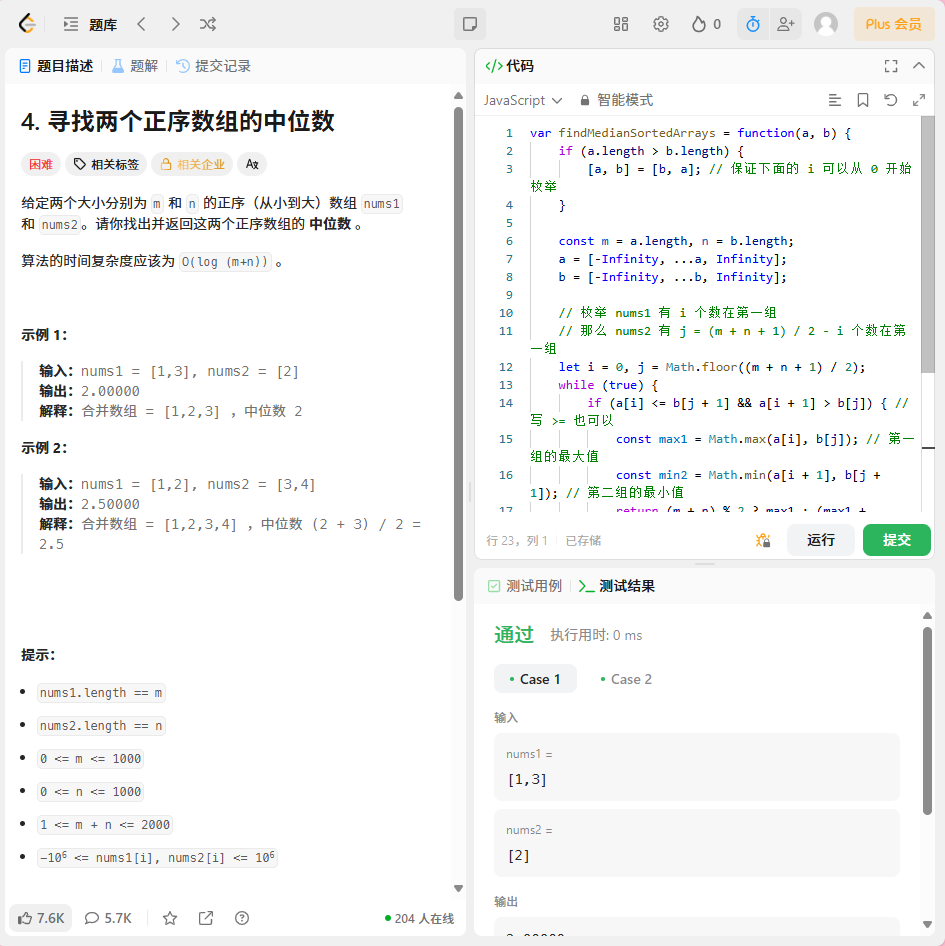 题库
0
Plus 会员
题目描述
题解
提交记录
4. 寻找两个正序数组的中位数
困难
相关标签
相关企业
给定两个大小分别为 m 和 n 的正序（从小到大）数组 nums1
和 nums2。请你找出并返回这两个正序数组的 中位数 。
算法的时间复杂度应该为 O(log (m+n)) 。
示例 1：
输入：nums1 = [1,3], nums2 = [2]
输出：2.00000
解释：合并数组 = [1,2,3] ，中位数 2
示例 2：
输入：nums1 = [1,2], nums2 = [3,4]
输出：2.50000
解释：合并数组 = [1,2,3,4] ，中位数 (2 + 3) / 2 =
2.5
提示：
nums1.length == m
nums2.length == n
0 <= m <= 1000
0 <= n <= 1000
1 <= m + n <= 2000
-10⁶ <= nums1[i], nums2[i] <= 10⁶
7.6K
5.7K
204 人在线
</> 代码
JavaScript
智能模式
1 var findMedianSortedArrays = function(a, b) {
2 if (a.length > b.length) {
3 [a, b] = [b, a]; // 保证下面的 i 可以从 0 开始
枚举
4 }
5
6 const m = a.length, n = b.length;
7 a = [-Infinity, ...a, Infinity];
8 b = [-Infinity, ...b, Infinity];
9
10 // 枚举 nums1 有 i 个数在第一组
11 // 那么 nums2 有 j = (m + n + 1) / 2 - i 个数在第
一组
12 let i = 0, j = Math.floor((m + n + 1) / 2);
13 while (true) {
14 if (a[i] <= b[j + 1] && a[i + 1] > b[j]) { //
写 >= 也可以
15 const max1 = Math.max(a[i], b[j]); // 第一
组的最大值
16 const min2 = Math.min(a[i + 1], b[j +
1]); // 第二组的最小值
17 return (m + n) % 2 ? max1 : (max1 +
行 23，列 1
已存储
运行
提交
测试用例
测试结果
通过
执行用时: 0 ms
Case 1
Case 2
输入
nums1 =
[1,3]
nums2 =
[2]
输出
2.00000